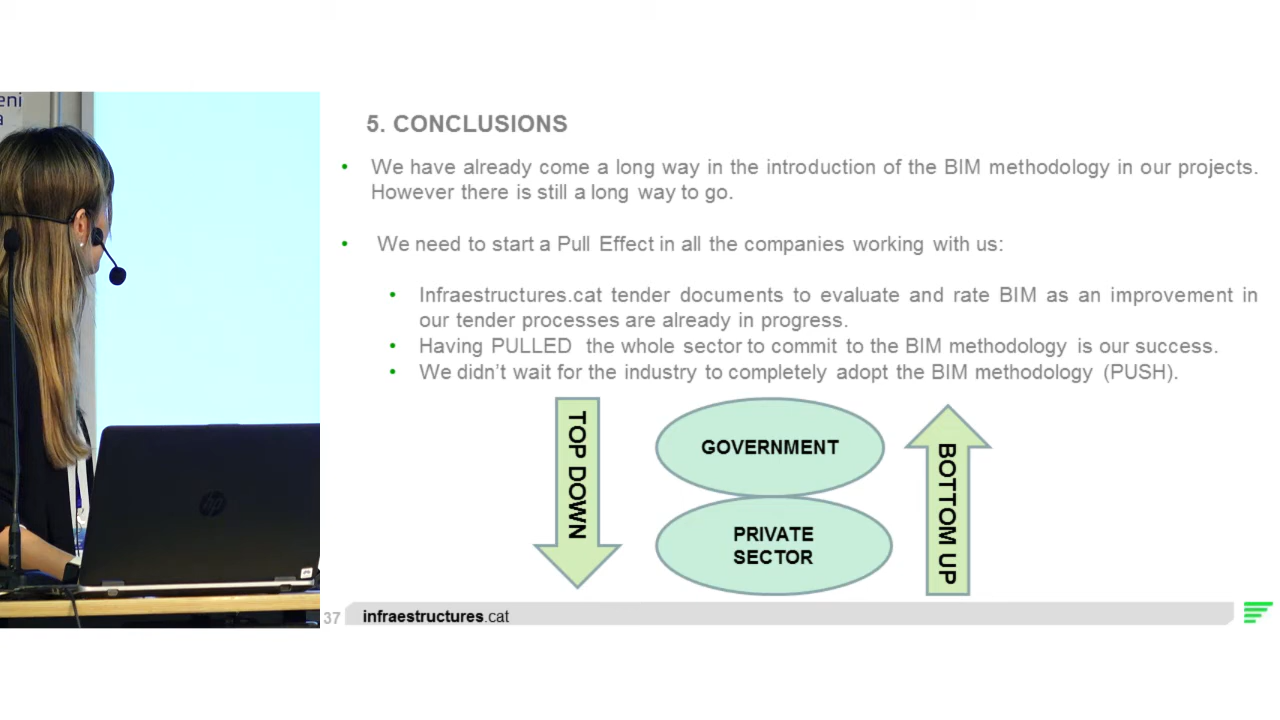 eni
a
5. CONCLUSIONS
• We have already come a long way in the introduction of the BIM methodology in our projects.
However there is still a long way to go.
• We need to start a Pull Effect in all the companies working with us:
• Infraestructures.cat tender documents to evaluate and rate BIM as an improvement in
our tender processes are already in progress.
• Having PULLED the whole sector to commit to the BIM methodology is our success.
• We didn’t wait for the industry to completely adopt the BIM methodology (PUSH).
TOP DOWN
GOVERNMENT
PRIVATE
SECTOR
BOTTOM UP
hp
37
infraestructures.cat